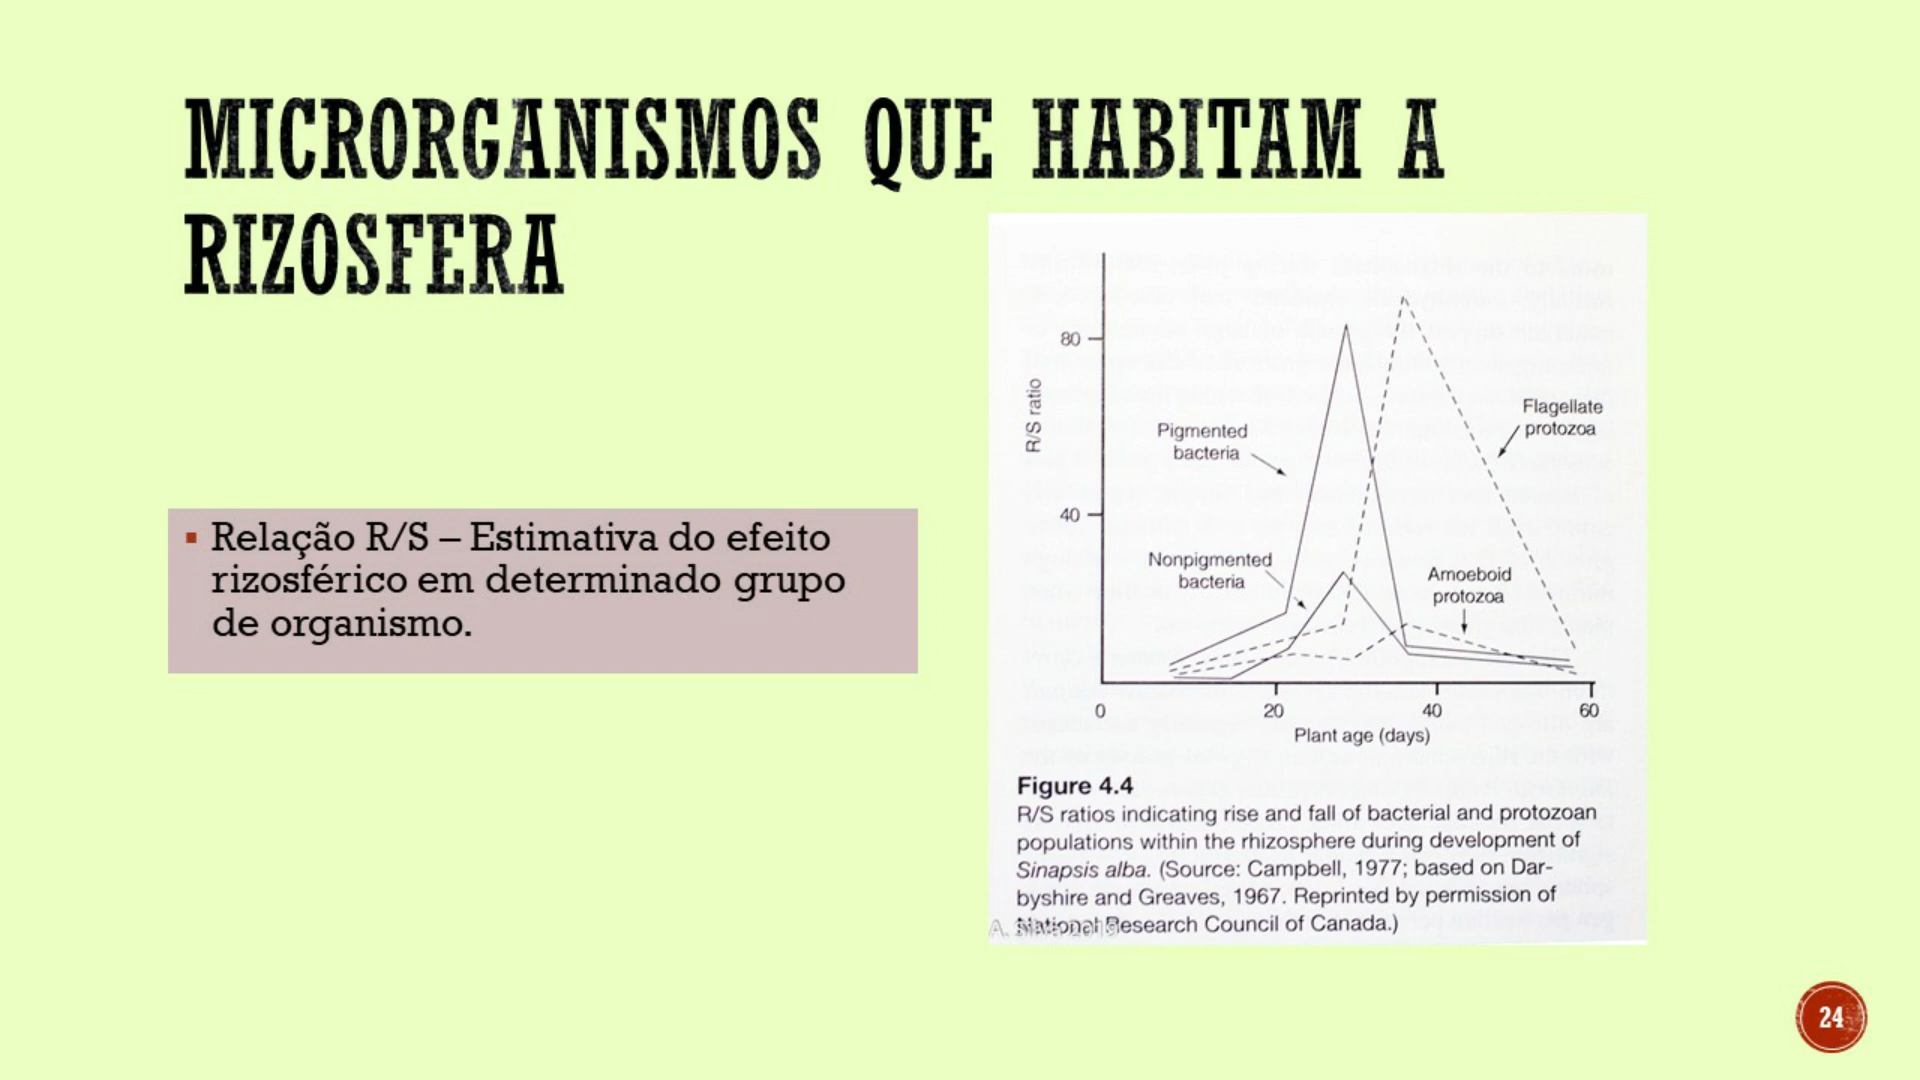 MICRORGANISMOS QUE HABITAM A
RIZOSFERA
Relação R/S – Estimativa do efeito
rizosférico em determinado grupo
de organismo.
80
R/S ratio
Flagellate
protozoa
Pigmented
bacteria
40
Nonpigmented
bacteria
Amoeboid
protozoa
0 20 40 60
Plant age (days)
Figure 4.4
R/S ratios indicating rise and fall of bacterial and protozoan
populations within the rhizosphere during development of
Sinapsis alba. (Source: Campbell, 1977; based on Dar-
byshire and Greaves, 1967. Reprinted by permission of
National Research Council of Canada.)
24